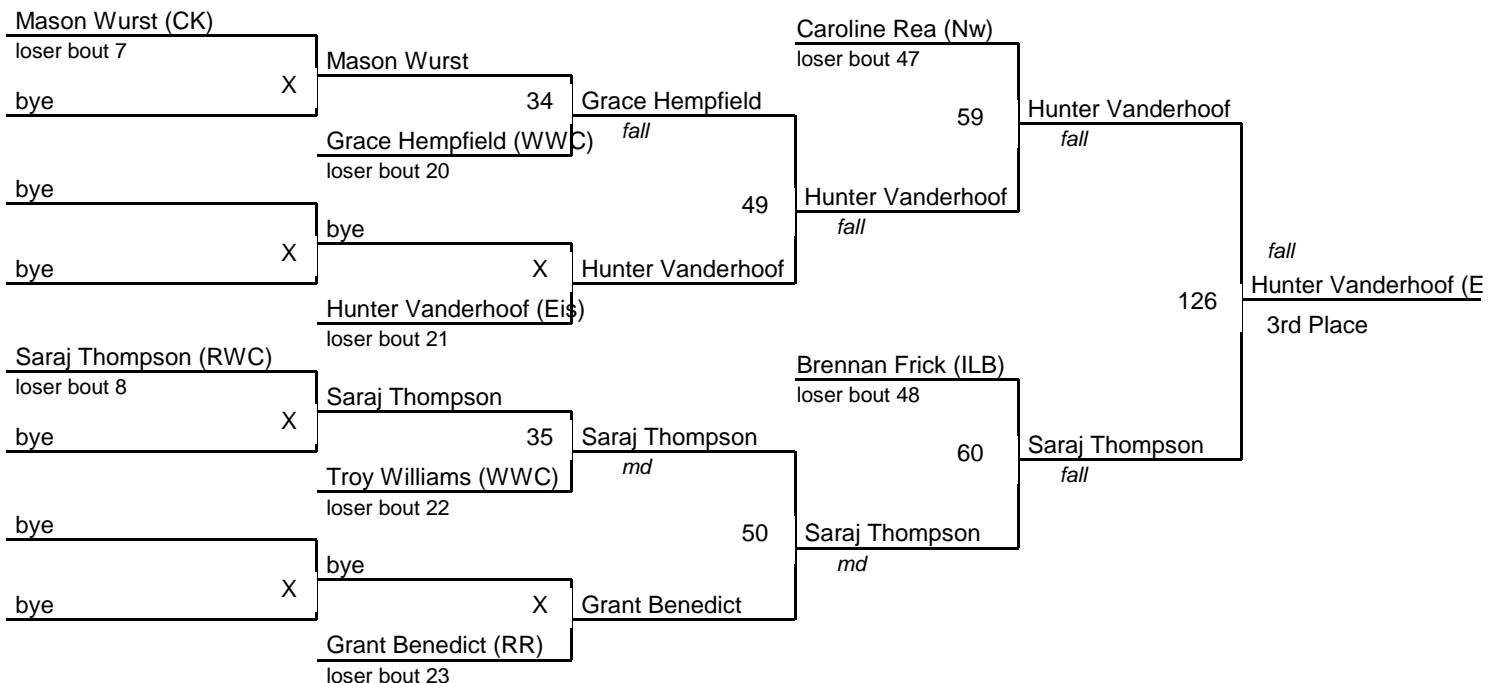 Mason Wurst (CK)
loser bout 7
X
bye
bye
X
bye
Saraj Thompson (RWC)
loser bout 8
X
bye
bye
X
bye
Mason Wurst
34
Grace Hempfield (WWC)
loser bout 20
bye
X
Hunter Vanderhoof (Eis)
loser bout 21
Saraj Thompson
35
Troy Williams (WWC)
loser bout 22
bye
X
Grant Benedict (RR)
loser bout 23
Grace Hempfield
fall
49
Hunter Vanderhoof
Saraj Thompson
md
50
Grant Benedict
Caroline Rea (Nw)
loser bout 47
59
Hunter Vanderhoof
fall
Brennan Frick (ILB)
loser bout 48
60
Saraj Thompson
md
Hunter Vanderhoof
fall
126
Saraj Thompson
fall
fall
Hunter Vanderhoof (E
3rd Place